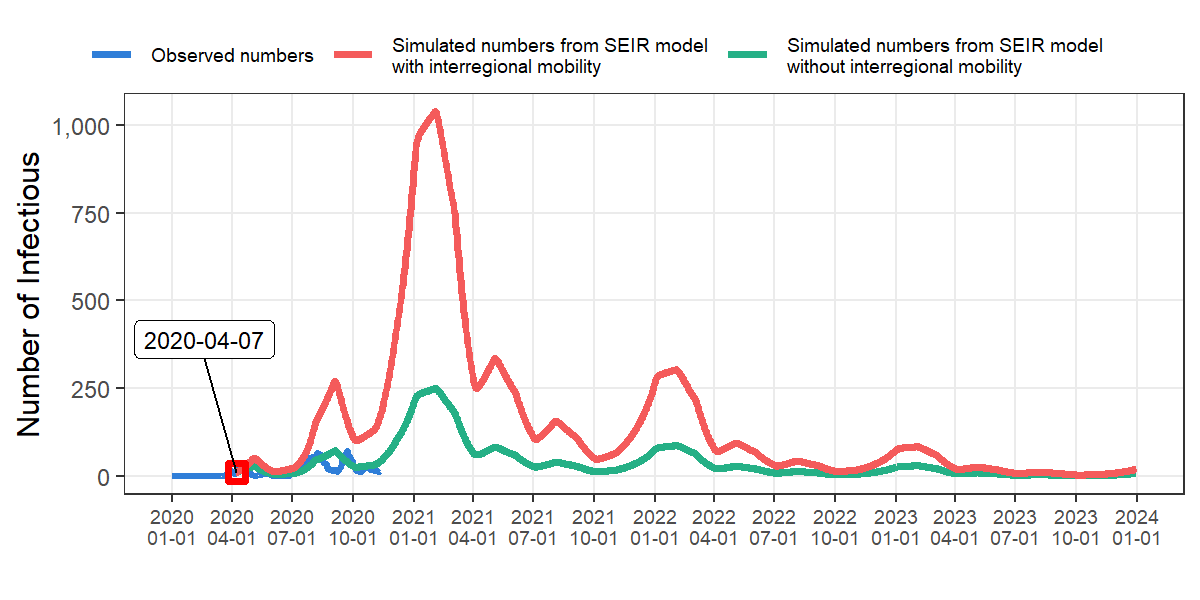 Observed numbers
Simulated numbers from SEIR model
with interregional mobility
Simulated numbers from SEIR model
without interregional mobility
Number of Infectious
1,000
750
500
250
0
2020-04-07
2020 2020 2020 2020 2021 2021 2021 2021 2022 2022 2022 2022 2023 2023 2023 2023 2024
01-01 04-01 07-01 10-01 01-01 04-01 07-01 10-01 01-01 04-01 07-01 10-01 01-01 04-01 07-01 10-01 01-01